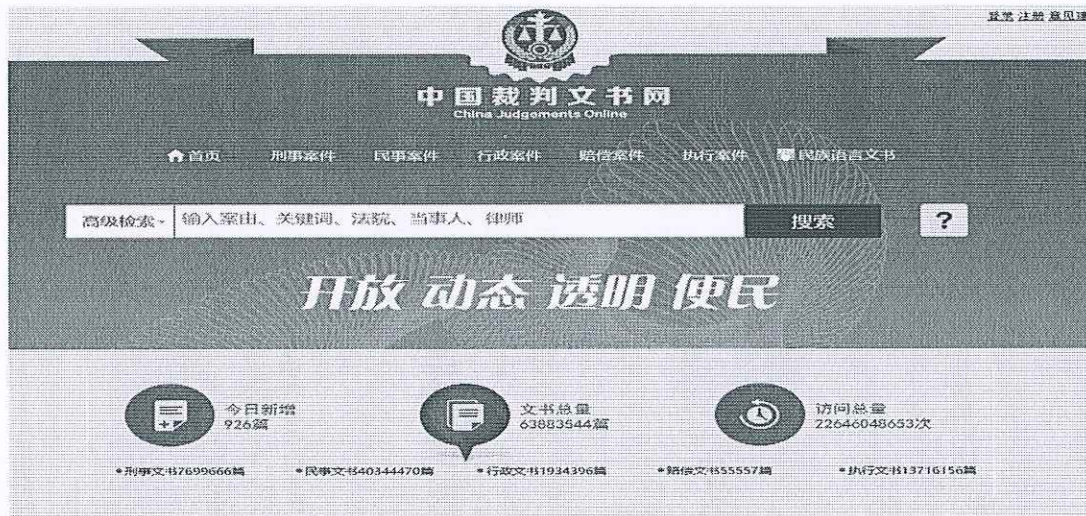 登录 注册 意见建
中国裁判文书网
China Judgements Online
首页 刑事案件 民事案件 行政案件 赔偿案件 执行案件 民族语言文书
高级检索 输入案由、关键词、法院、当事人、律师 搜索 ?
开放 动态 透明 便民
今日新增 文书总量 访问总量
926篇 63883544篇 22646048653次
•刑事文书7699666篇 •民事文书40344470篇 •行政文书1934396篇 •赔偿文书55557篇 •执行文书13716156篇